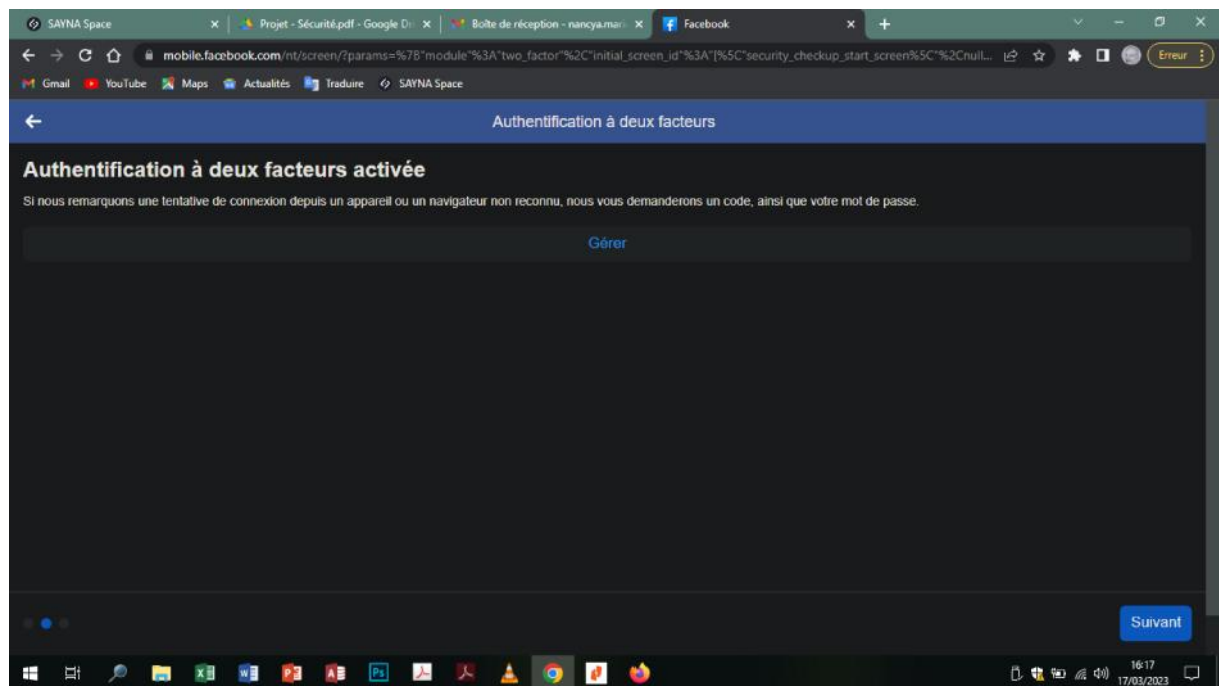 SAYNA Space
Projet - Sécurité.pdf - Google Dri
Boîte de réception - nancya.mari
Facebook
mobile.facebook.com/nt/screen/?params=%7B"module"%3A"two_factor"%2C"initial_screen_id"%3A"[%5C"security_checkup_start_screen%5C"%2Cnull...
Erreur
Gmail YouTube Maps Actualités Traduire SAYNA Space
Authentification à deux facteurs
Authentification à deux facteurs activée
Si nous remarquons une tentative de connexion depuis un appareil ou un navigateur non reconnu, nous vous demanderons un code, ainsi que votre mot de passe.
Gérer
Suivant
16:17
17/03/2023